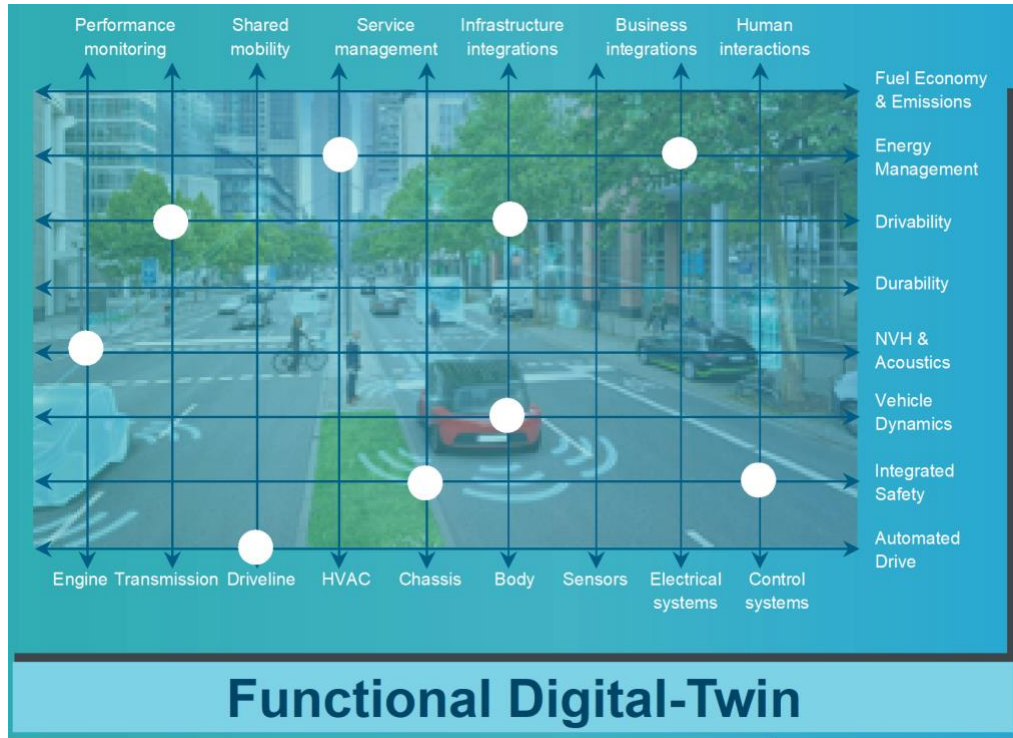 Performance
monitoring
Shared
mobility
Service
management
Infrastructure
integrations
Business
integrations
Human
interactions
Fuel Economy
& Emissions
Energy
Management
Drivability
Durability
NVH &
Acoustics
Vehicle
Dynamics
Integrated
Safety
Automated
Drive
Engine
Transmission
Driveline
HVAC
Chassis
Body
Sensors
Electrical
systems
Control
systems
Functional Digital-Twin